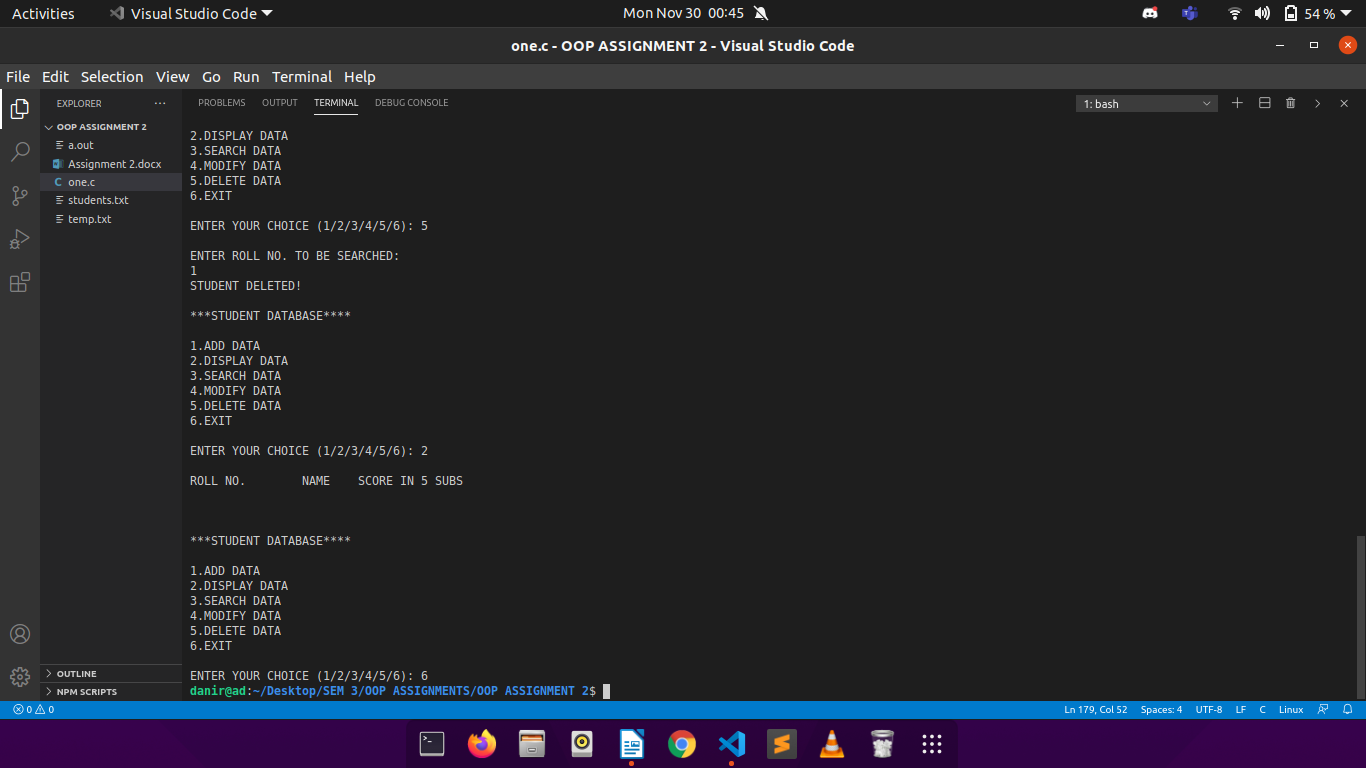 Activities Visual Studio Code Mon Nov 30 00:45 54 %
one.c - OOP ASSIGNMENT 2 - Visual Studio Code
File Edit Selection View Go Run Terminal Help
EXPLORER ··· PROBLEMS OUTPUT TERMINAL DEBUG CONSOLE 1: bash
OOP ASSIGNMENT 2
a.out
Assignment 2.docx
C one.c
students.txt
temp.txt
OUTLINE
NPM SCRIPTS
2.DISPLAY DATA
3.SEARCH DATA
4.MODIFY DATA
5.DELETE DATA
6.EXIT
ENTER YOUR CHOICE (1/2/3/4/5/6): 5
ENTER ROLL NO. TO BE SEARCHED:
1
STUDENT DELETED!
***STUDENT DATABASE****
1.ADD DATA
2.DISPLAY DATA
3.SEARCH DATA
4.MODIFY DATA
5.DELETE DATA
6.EXIT
ENTER YOUR CHOICE (1/2/3/4/5/6): 2
ROLL NO. NAME SCORE IN 5 SUBS
***STUDENT DATABASE****
1.ADD DATA
2.DISPLAY DATA
3.SEARCH DATA
4.MODIFY DATA
5.DELETE DATA
6.EXIT
ENTER YOUR CHOICE (1/2/3/4/5/6): 6
danir@ad:~/Desktop/SEM 3/OOP ASSIGNMENTS/OOP ASSIGNMENT 2$
0 0 Ln 179, Col 52 Spaces: 4 UTF-8 LF C Linux